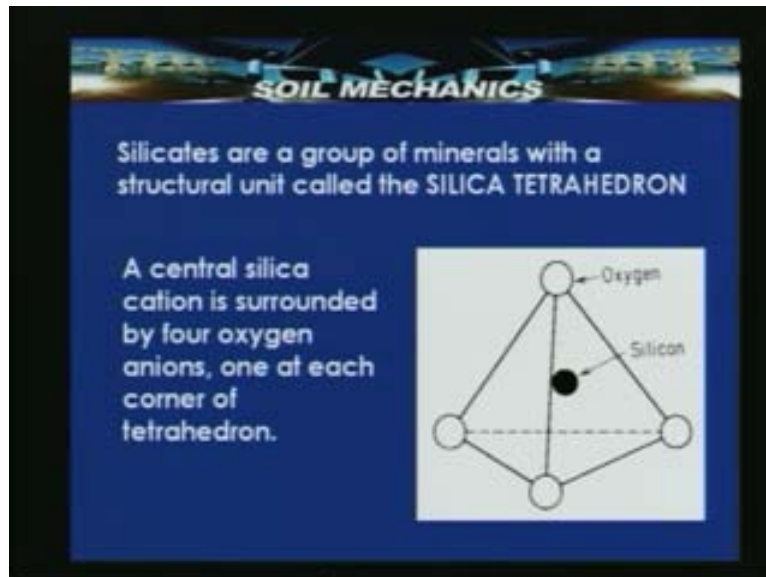 SOIL MECHANICS
Silicates are a group of minerals with a
structural unit called the SILICA TETRAHEDRON
A central silica
cation is surrounded
by four oxygen
anions, one at each
corner of
tetrahedron.
Oxygen
Silicon